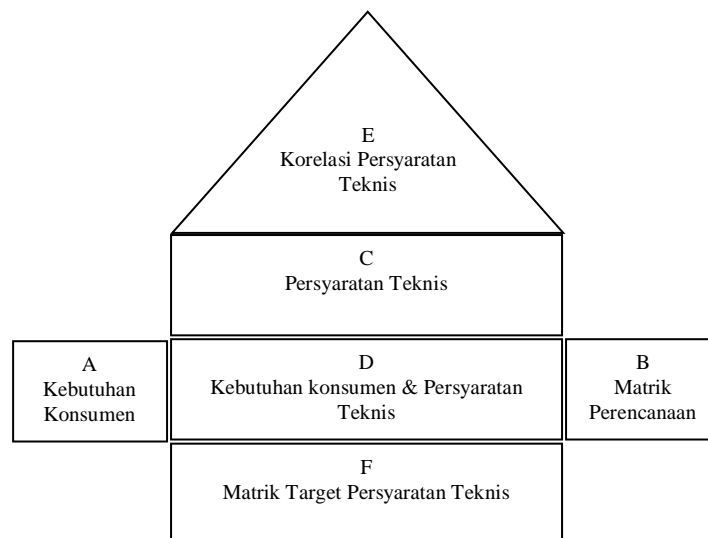 E
Korelasi Persyaratan
Teknis
C
Persyaratan Teknis
A
Kebutuhan
Konsumen
D
Kebutuhan konsumen & Persyaratan
Teknis
B
Matrik
Perencanaan
F
Matrik Target Persyaratan Teknis